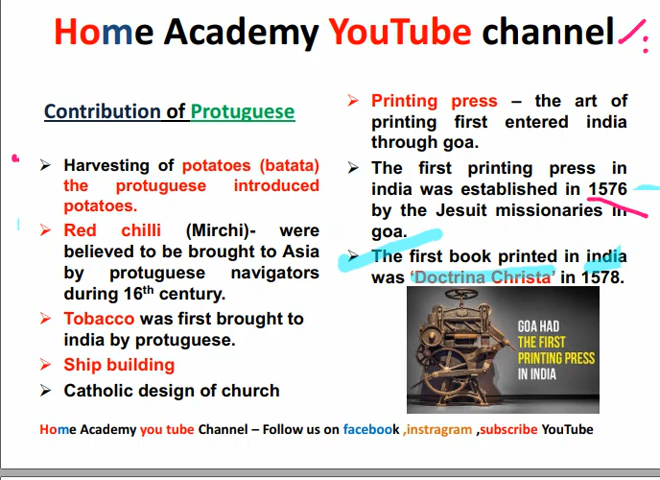 Home Academy YouTube channel
Contribution of Protuguese
➢ Harvesting of potatoes (batata)
the protuguese introduced
potatoes.
➢ Red chilli (Mirchi)- were
believed to be brought to Asia
by protuguese navigators
during 16th century.
➢ Tobacco was first brought to
india by protuguese.
➢ Ship building
➢ Catholic design of church
➢ Printing press – the art of
printing first entered india
through goa.
➢ The first printing press in
india was established in 1576
by the Jesuit missionaries in
goa.
➢ The first book printed in india
was ‘Doctrina Christa’ in 1578.
GOA HAD
THE FIRST
PRINTING PRESS
IN INDIA
Home Academy you tube Channel – Follow us on facebook ,instragram ,subscribe YouTube